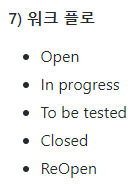 7) 워크 플로
• Open
• In progress
• To be tested
• Closed
• ReOpen